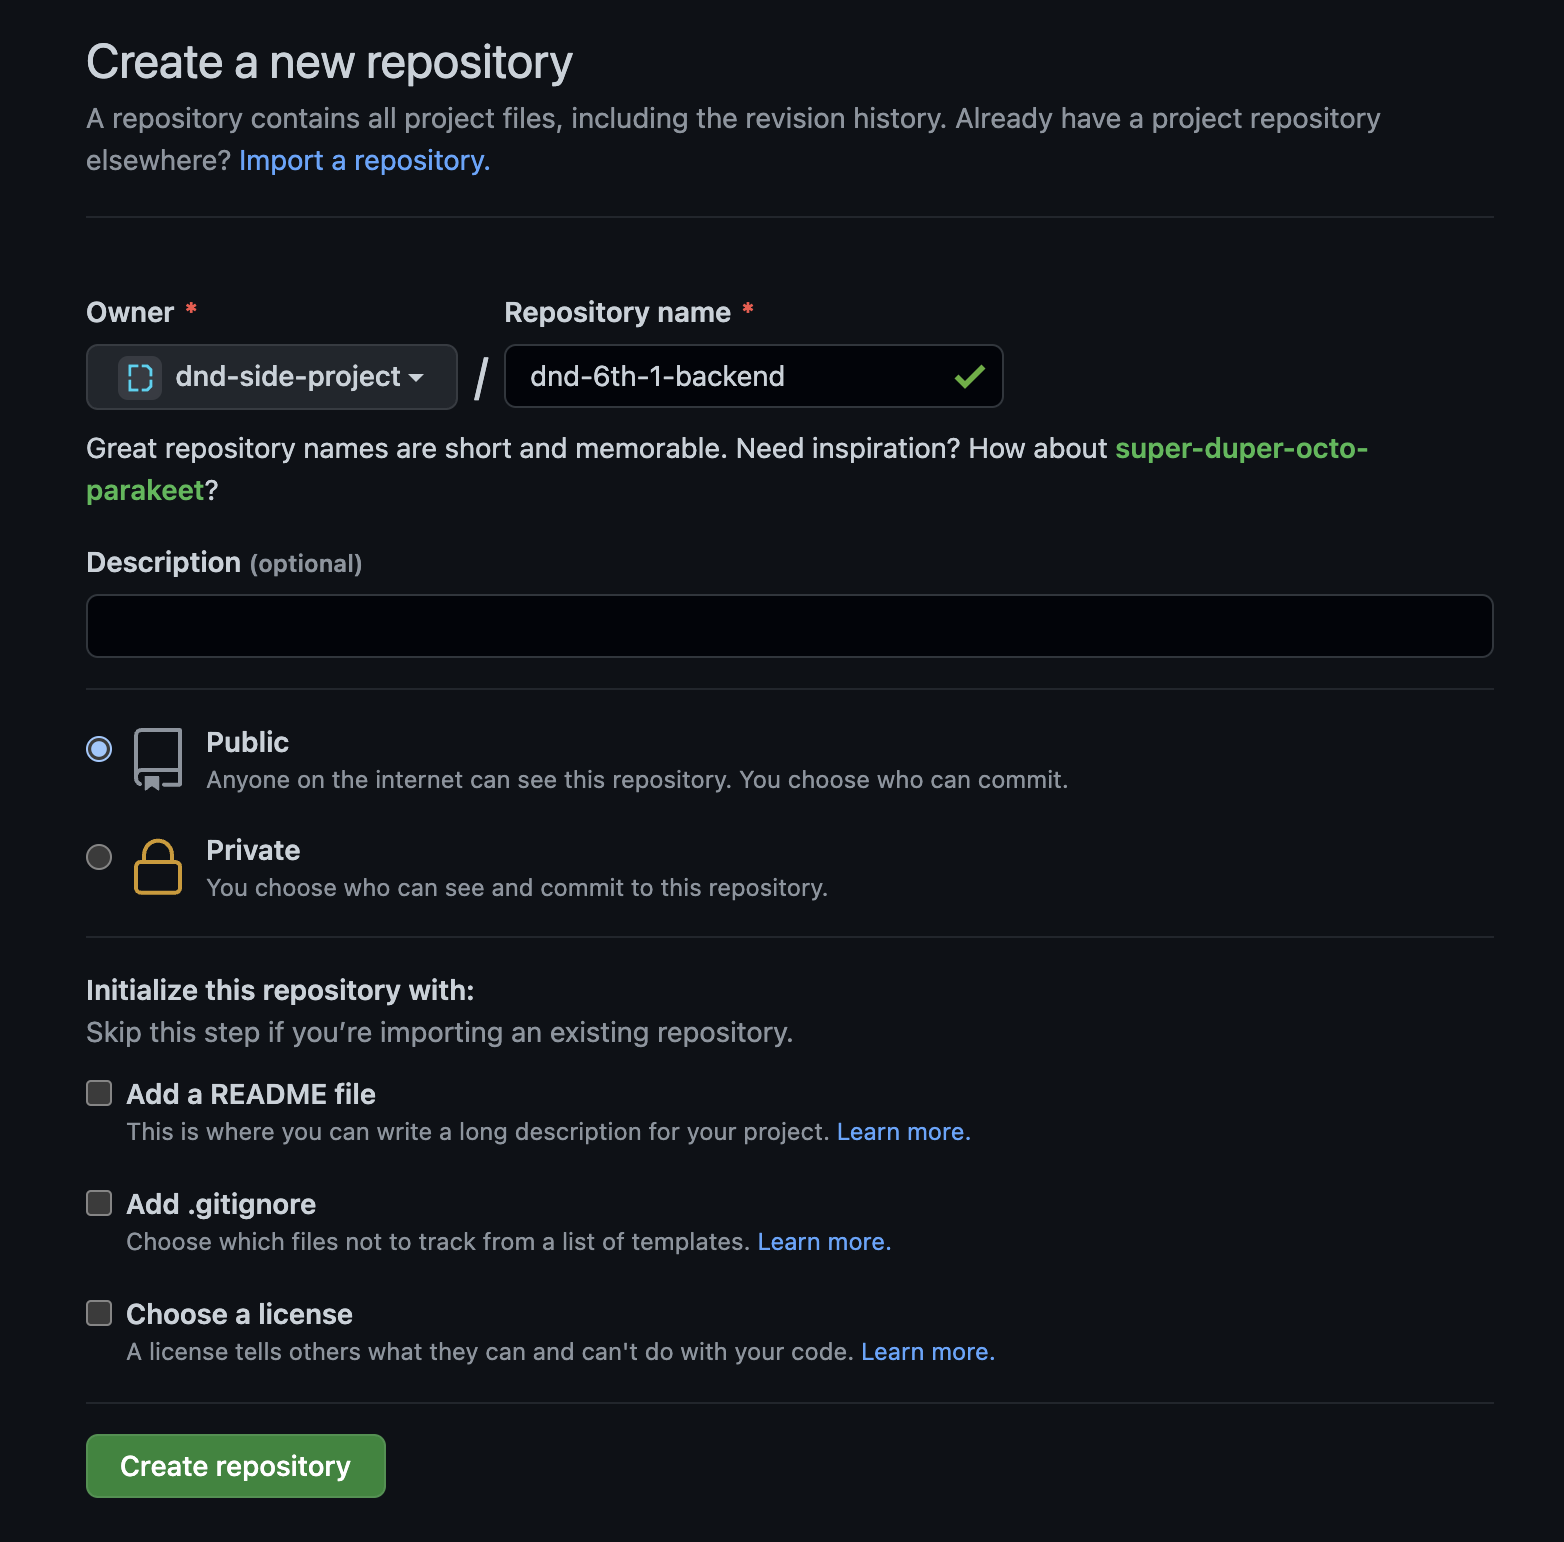 Create a new repository
A repository contains all project files, including the revision history. Already have a project repository
elsewhere? Import a repository.
Owner * Repository name *
dnd-side-project / dnd-6th-1-backend
Great repository names are short and memorable. Need inspiration? How about super-duper-octo-
parakeet?
Description (optional)
Public
Anyone on the internet can see this repository. You choose who can commit.
Private
You choose who can see and commit to this repository.
Initialize this repository with:
Skip this step if you’re importing an existing repository.
Add a README file
This is where you can write a long description for your project. Learn more.
Add .gitignore
Choose which files not to track from a list of templates. Learn more.
Choose a license
A license tells others what they can and can't do with your code. Learn more.
Create repository